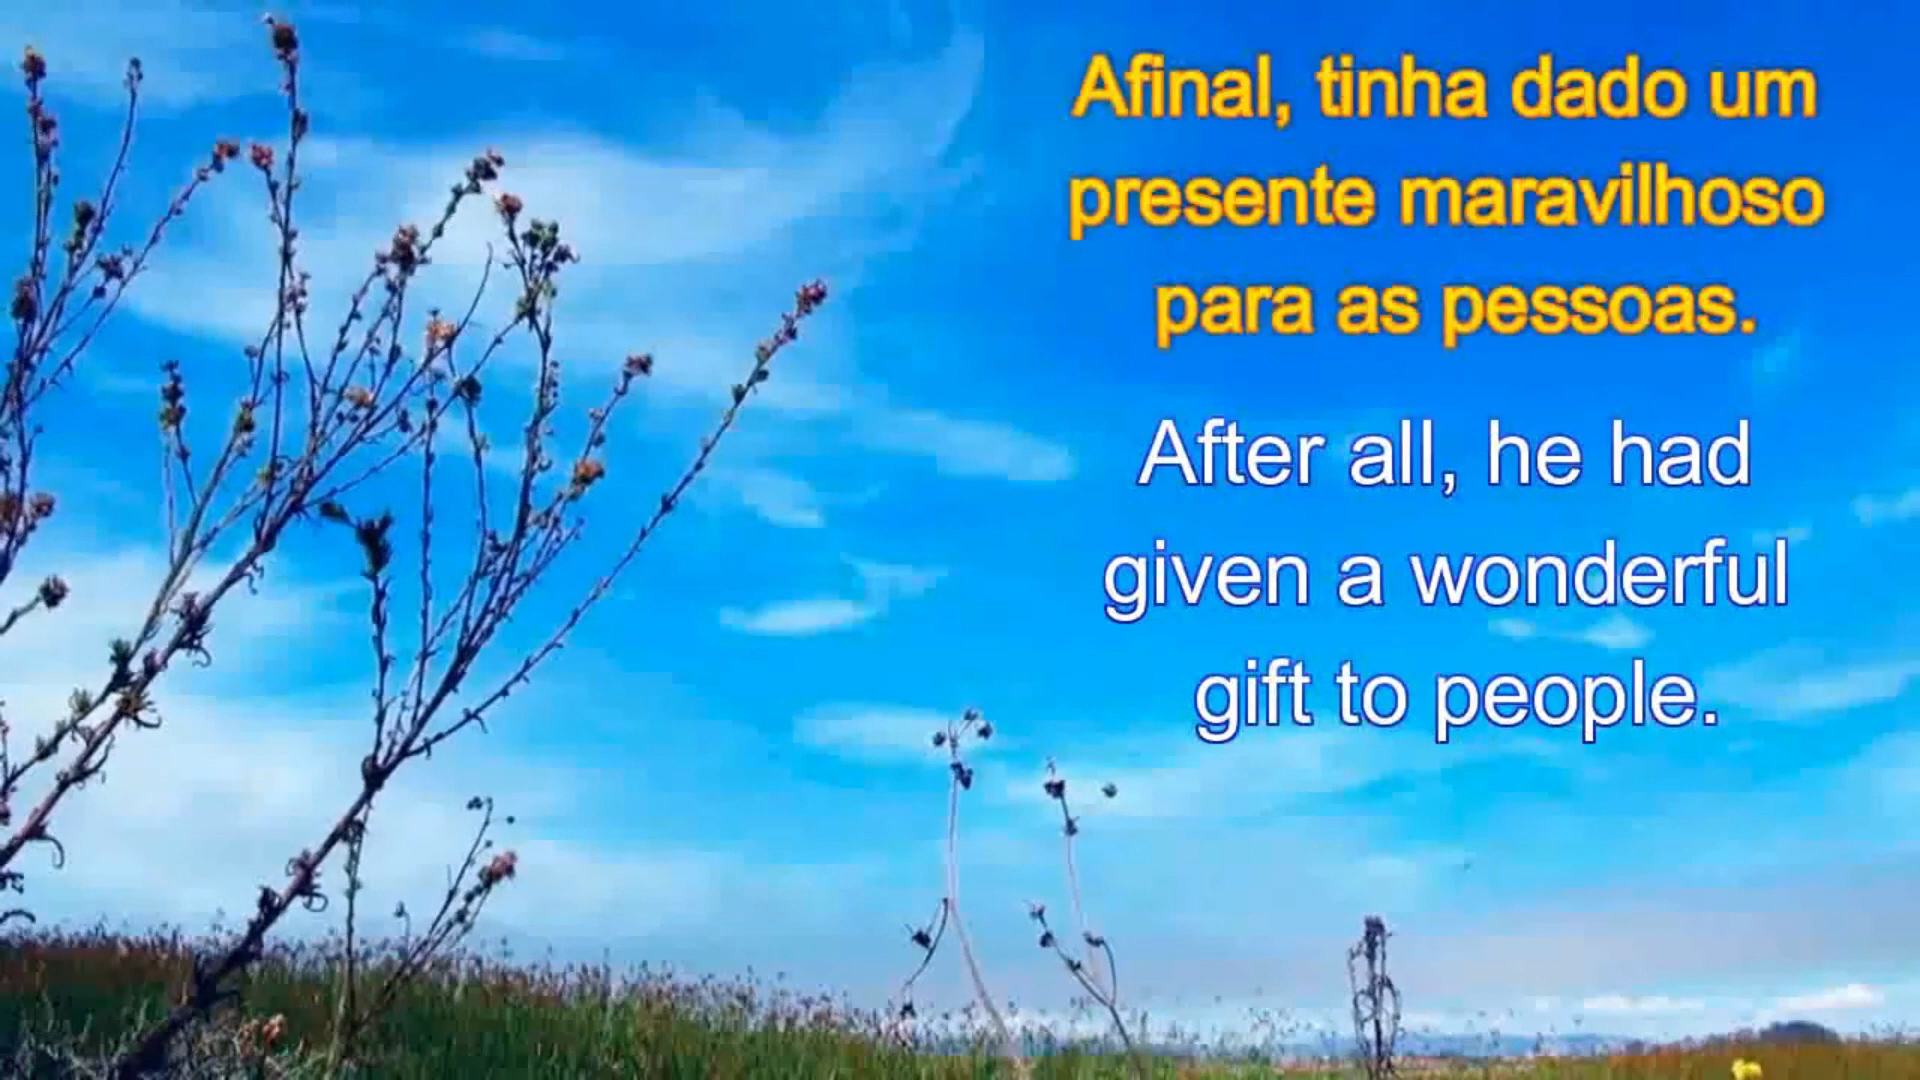 Afinal, tinha dado um
presente maravilhoso
para as pessoas.
After all, he had
given a wonderful
gift to people.